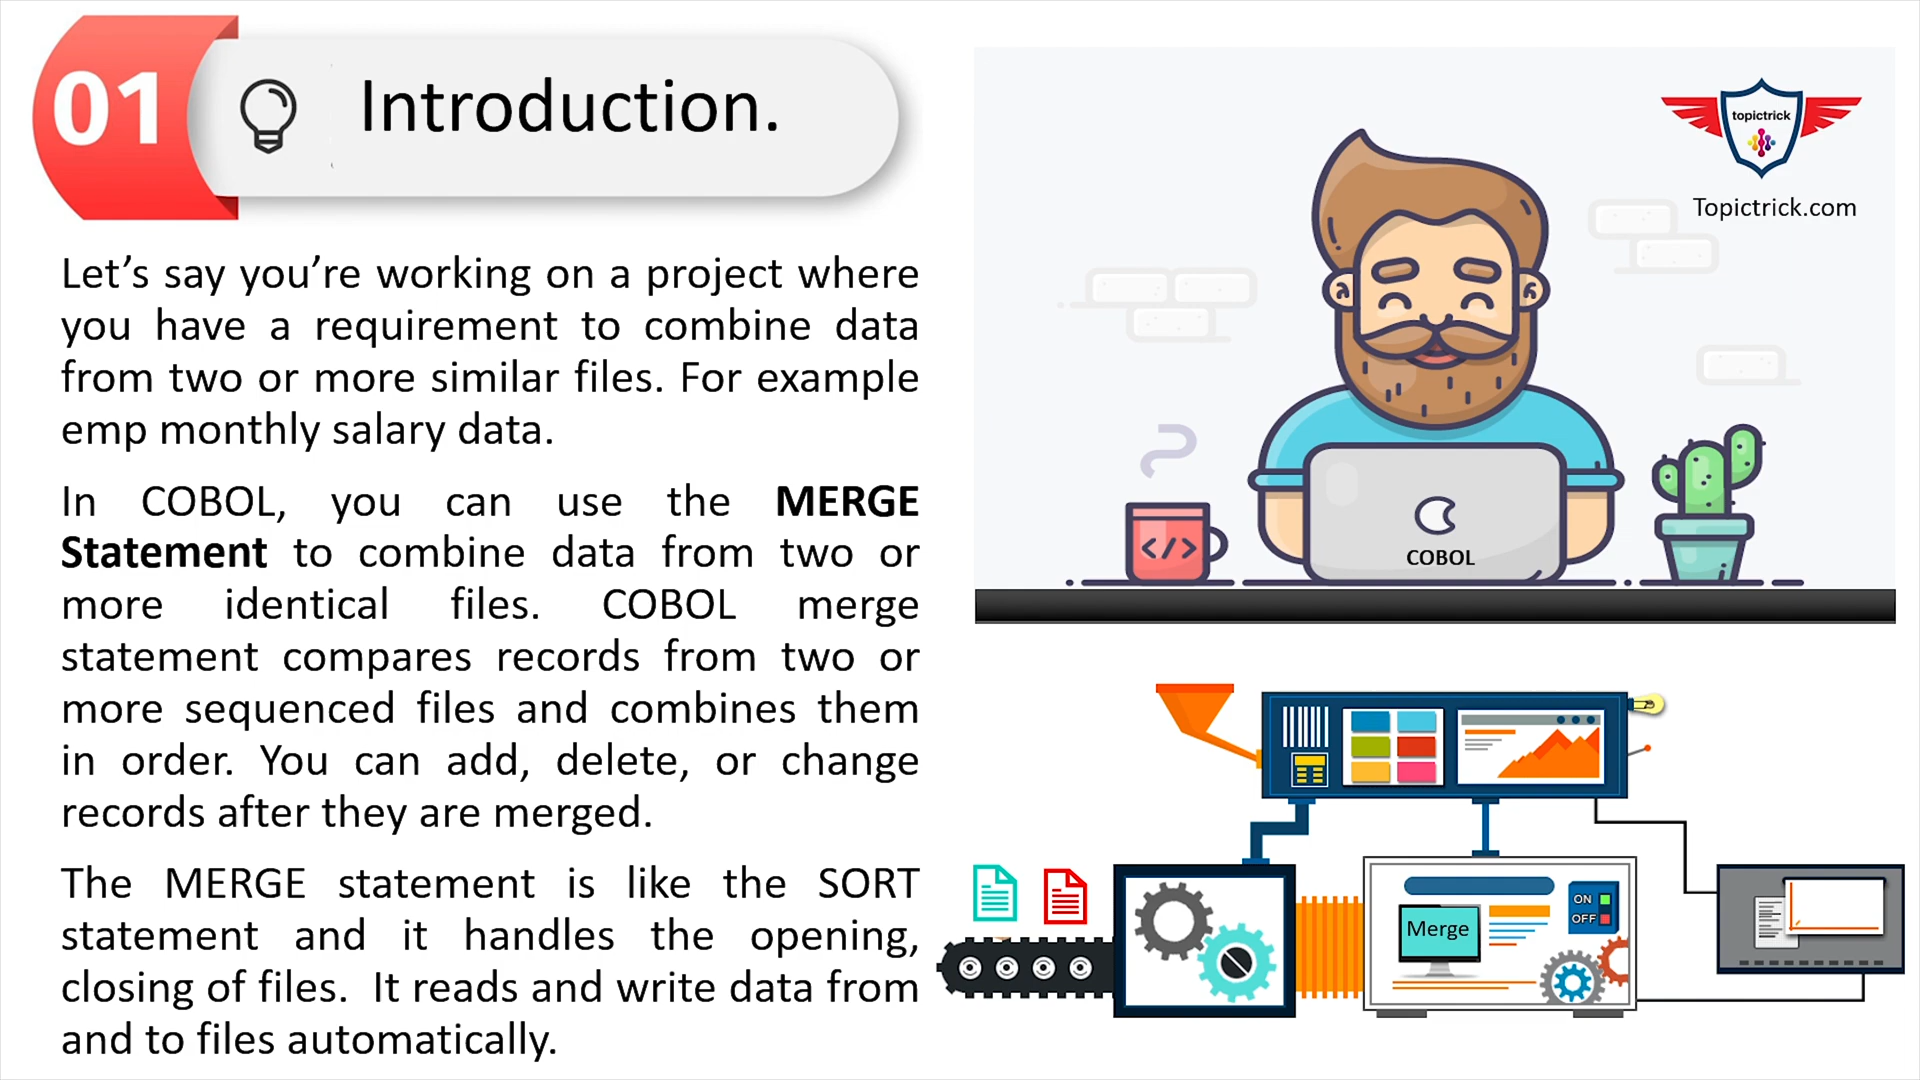 01
Introduction.
Let’s say you’re working on a project where
you have a requirement to combine data
from two or more similar files. For example
emp monthly salary data.
In COBOL, you can use the MERGE
Statement to combine data from two or
more identical files. COBOL merge
statement compares records from two or
more sequenced files and combines them
in order. You can add, delete, or change
records after they are merged.
The MERGE statement is like the SORT
statement and it handles the opening,
closing of files.  It reads and write data from
and to files automatically.
topictrick
Topictrick.com
</>
COBOL
Merge
ON
OFF